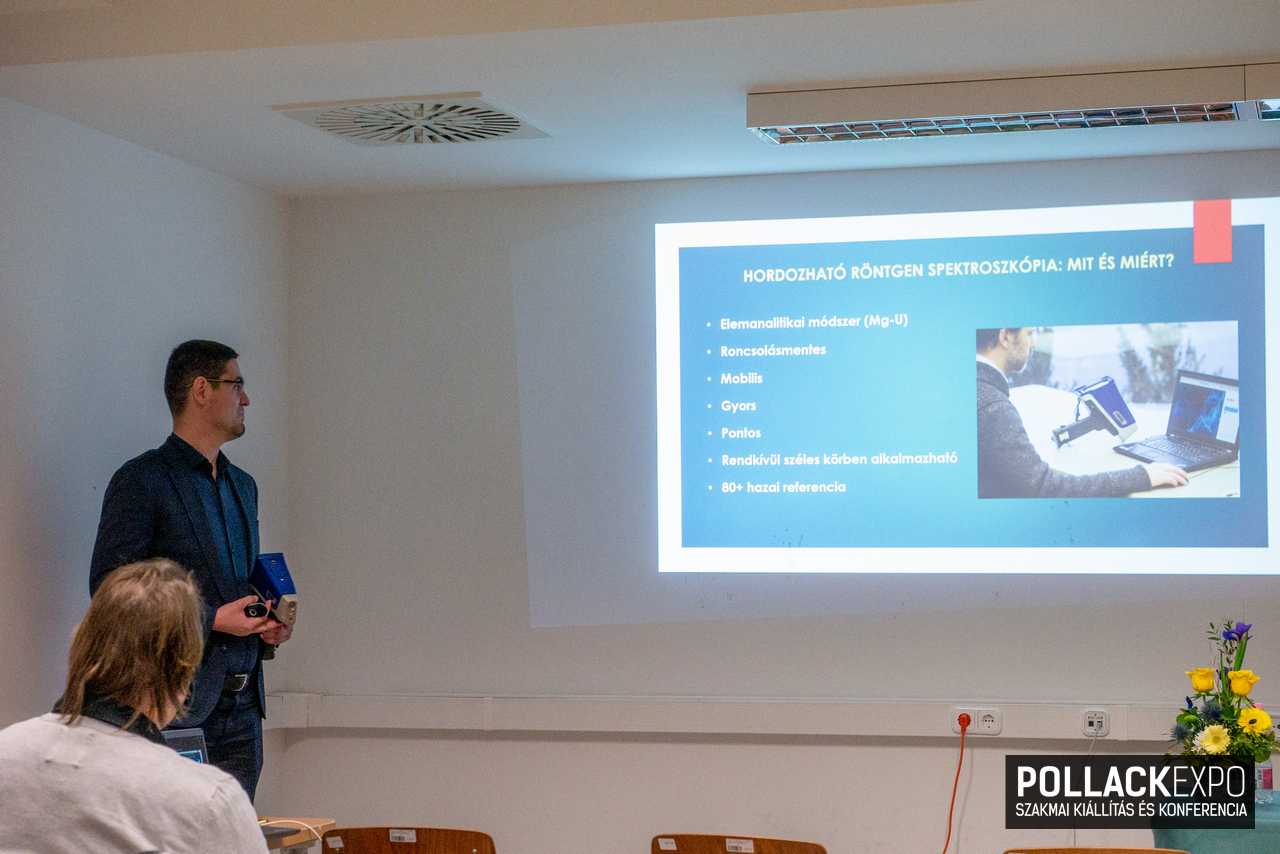 HORDOZHATÓ RÖNTGEN SPEKTROSZKÓPIA: MIT ÉS MIÉRT?
• Elemanalitikai módszer (Mg-U)
• Roncsolásmentes
• Mobilis
• Gyors
• Pontos
• Rendkívül széles körben alkalmazható
• 80+ hazai referencia
POLLACKEXPO
SZAKMAI KIÁLLÍTÁS ÉS KONFERENCIA